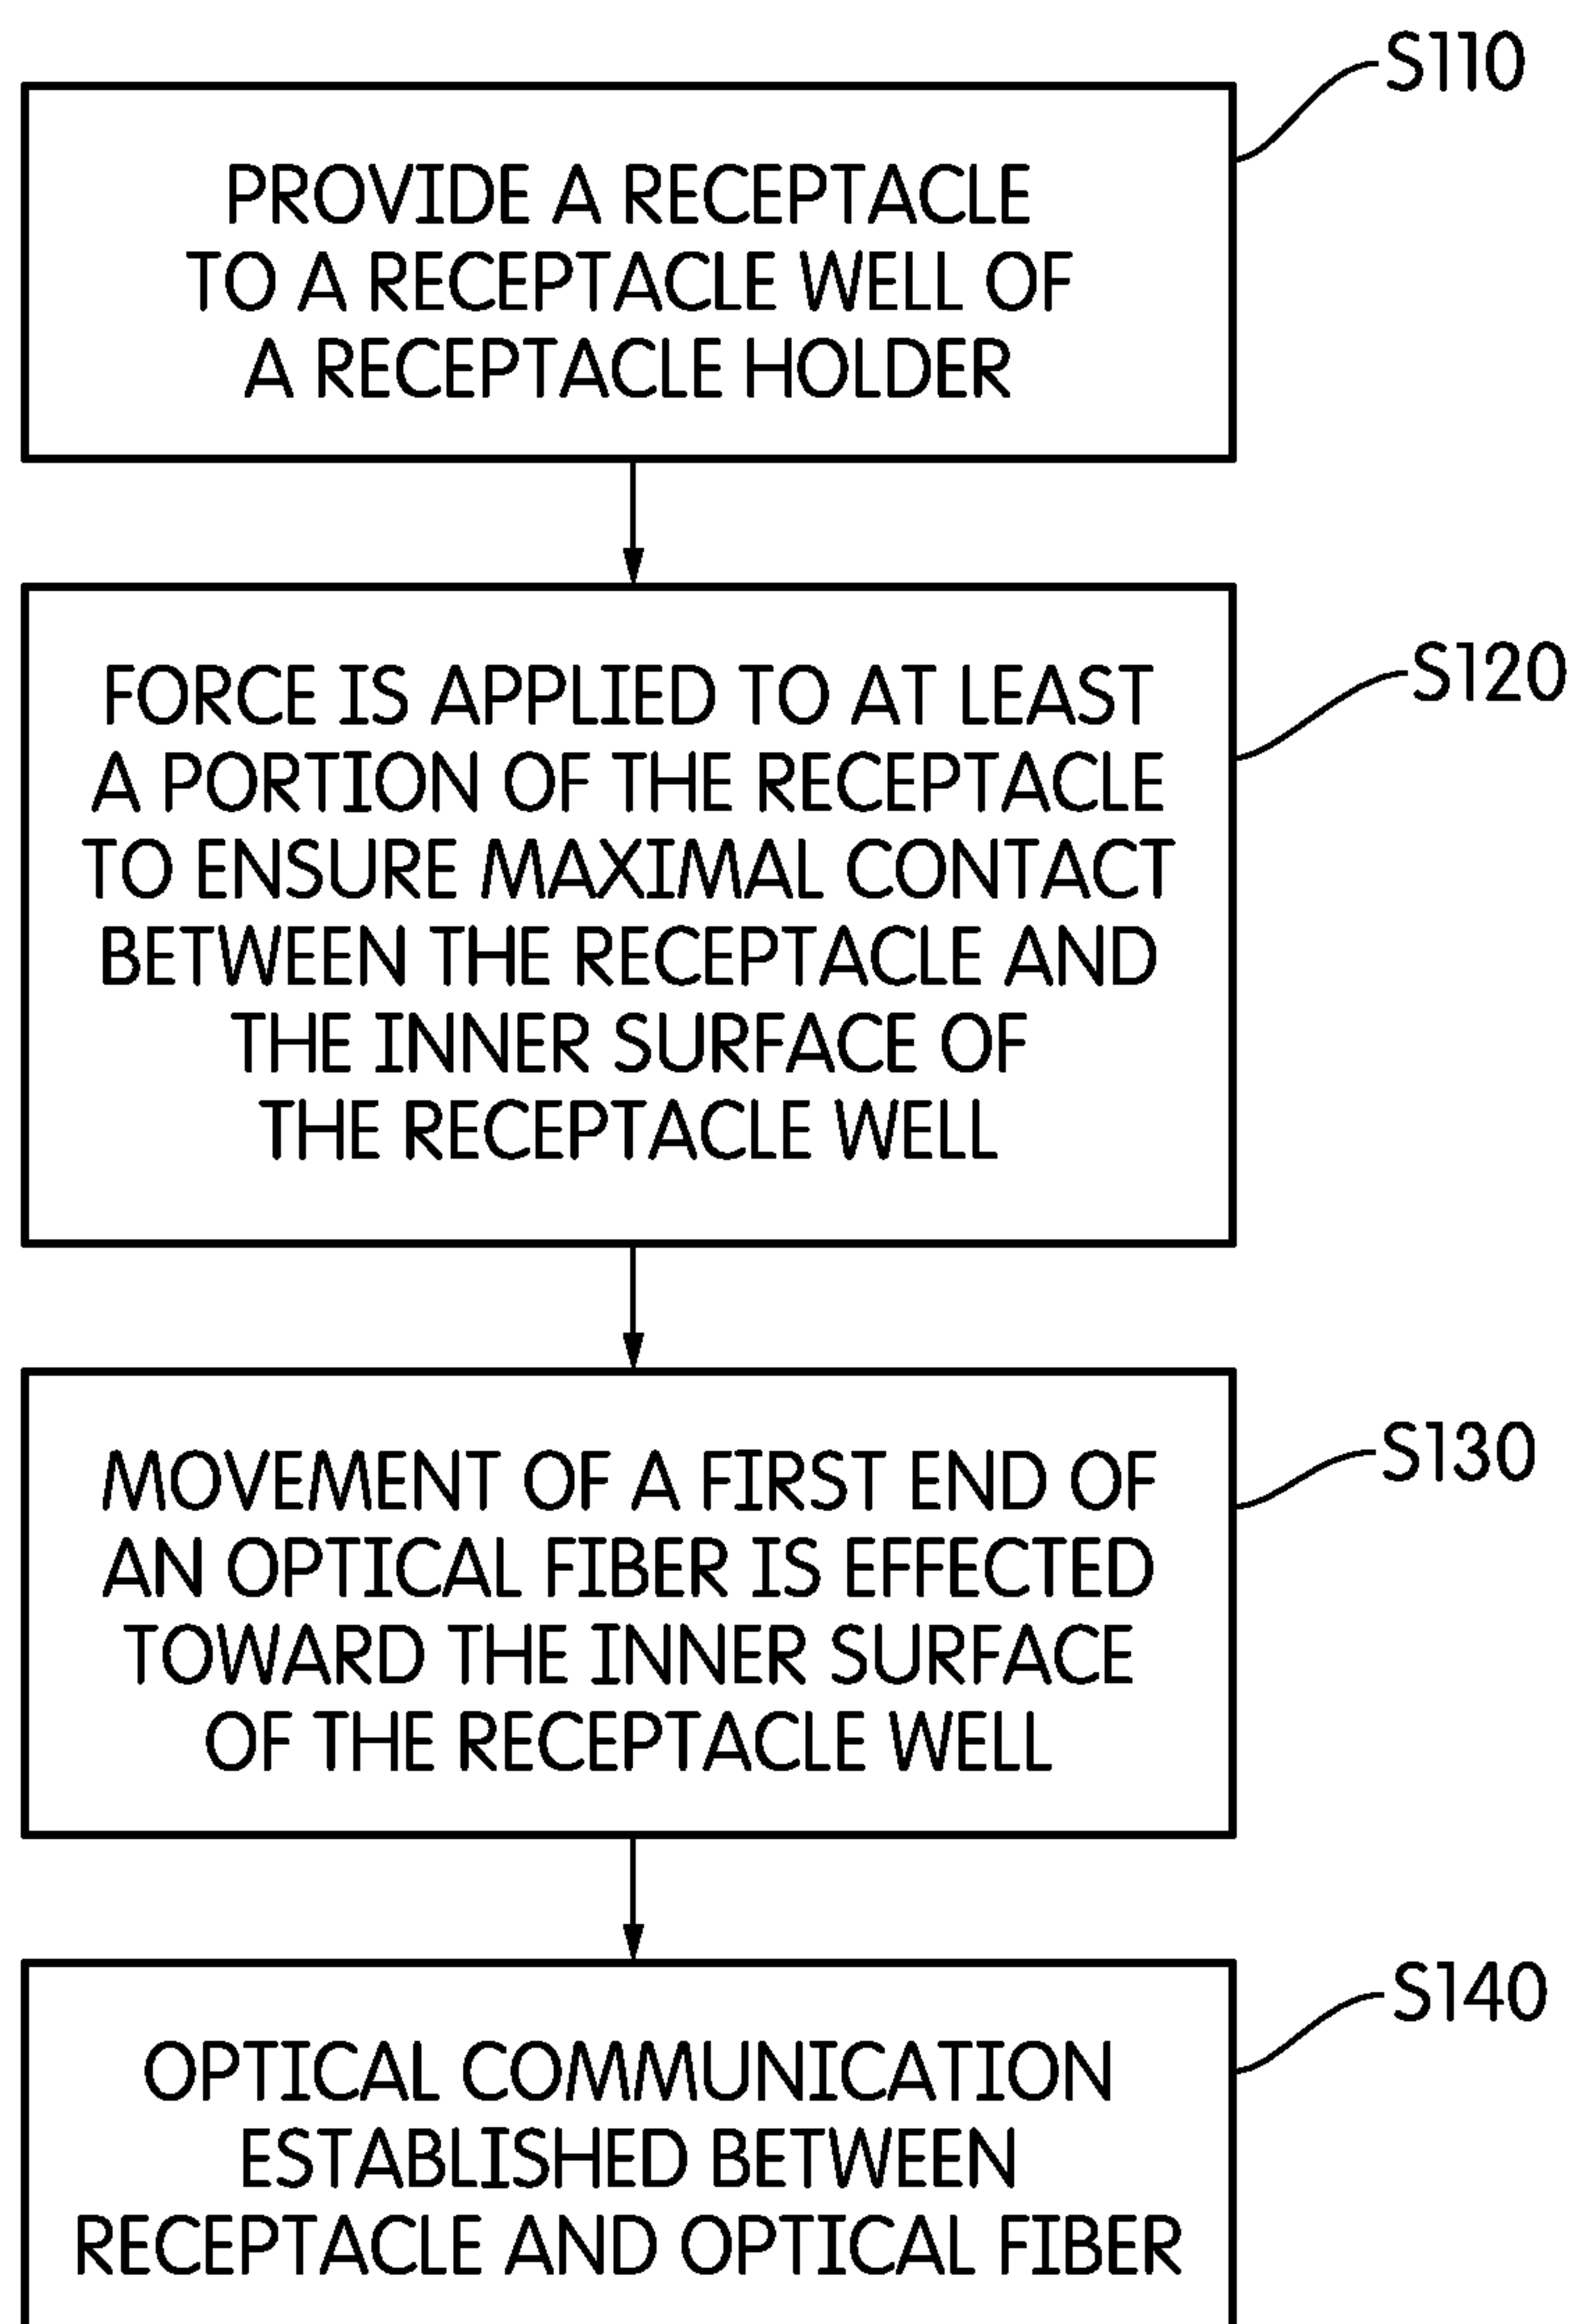 S110
PROVIDE A RECEPTACLE
TO A RECEPTACLE WELL OF
A RECEPTACLE HOLDER
S120
FORCE IS APPLIED TO AT LEAST
A PORTION OF THE RECEPTACLE
TO ENSURE MAXIMAL CONTACT
BETWEEN THE RECEPTACLE AND
THE INNER SURFACE OF
THE RECEPTACLE WELL
S130
MOVEMENT OF A FIRST END OF
AN OPTICAL FIBER IS EFFECTED
TOWARD THE INNER SURFACE
OF THE RECEPTACLE WELL
S140
OPTICAL COMMUNICATION
ESTABLISHED BETWEEN
RECEPTACLE AND OPTICAL FIBER